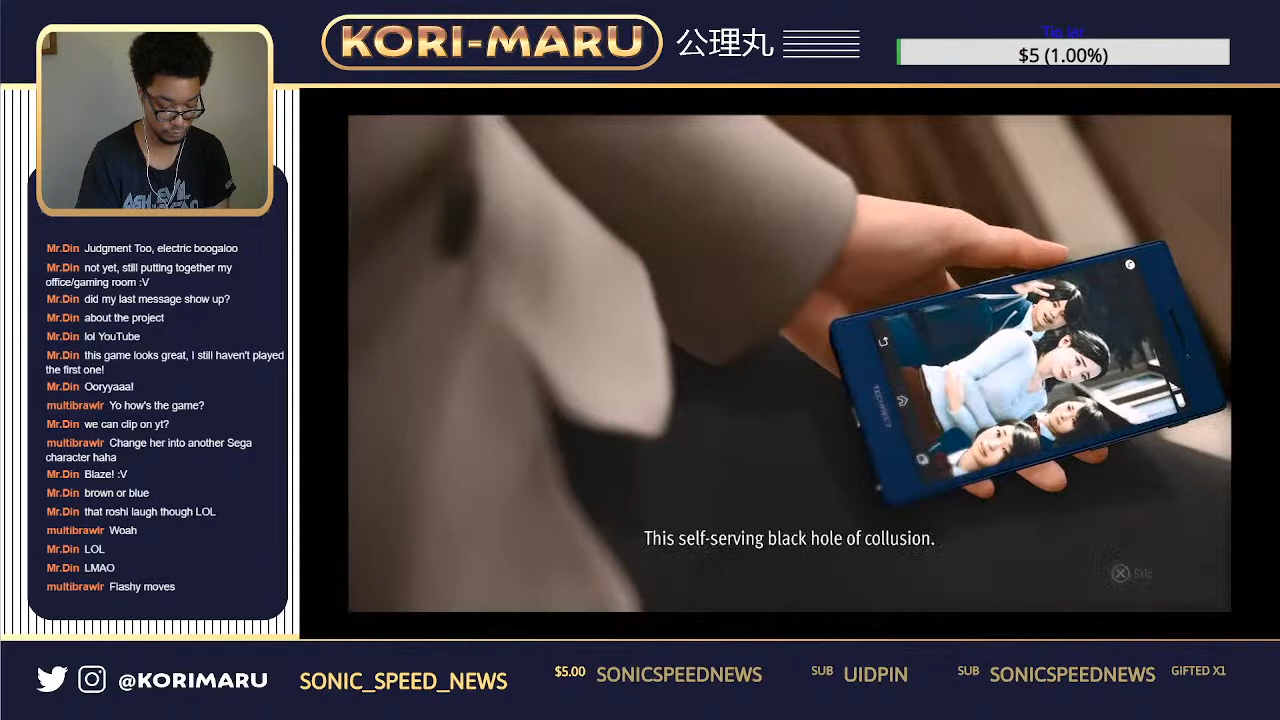 KORI-MARU
公理丸
Tip jar
$5 (1.00%)
Mr.Din Judgment Too, electric boogaloo
Mr.Din not yet, still putting together my
office/gaming room :V
Mr.Din did my last message show up?
Mr.Din about the project
Mr.Din lol YouTube
Mr.Din this game looks great, I still haven't played
the first one!
Mr.Din Ooryyaaa!
multibrawlr Yo how's the game?
Mr.Din we can clip on yt?
multibrawlr Change her into another Sega
character haha
Mr.Din Blaze! :V
Mr.Din brown or blue
Mr.Din that roshi laugh though LOL
multibrawlr Woah
Mr.Din LOL
Mr.Din LMAO
multibrawlr Flashy moves
This self-serving black hole of collusion.
Skip
@KORIMARU
SONIC_SPEED_NEWS
$5.00 SONICSPEEDNEWS
SUB UIDPIN
SUB SONICSPEEDNEWS GIFTED X1